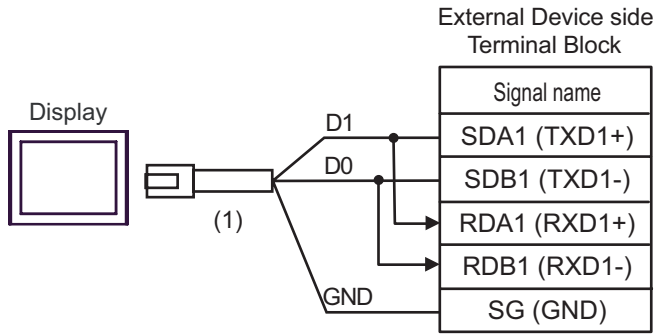 External Device side
Terminal Block
Signal name
Display
D1
SDA1 (TXD1+)
D0
SDB1 (TXD1-)
(1)
RDA1 (RXD1+)
RDB1 (RXD1-)
GND
SG (GND)